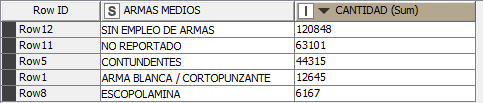 Row ID S ARMAS MEDIOS I CANTIDAD (Sum)
Row12 SIN EMPLEO DE ARMAS 120848
Row11 NO REPORTADO 63101
Row5 CONTUNDENTES 44315
Row1 ARMA BLANCA / CORTOPUNZANTE 12645
Row8 ESCOPOLAMINA 6167